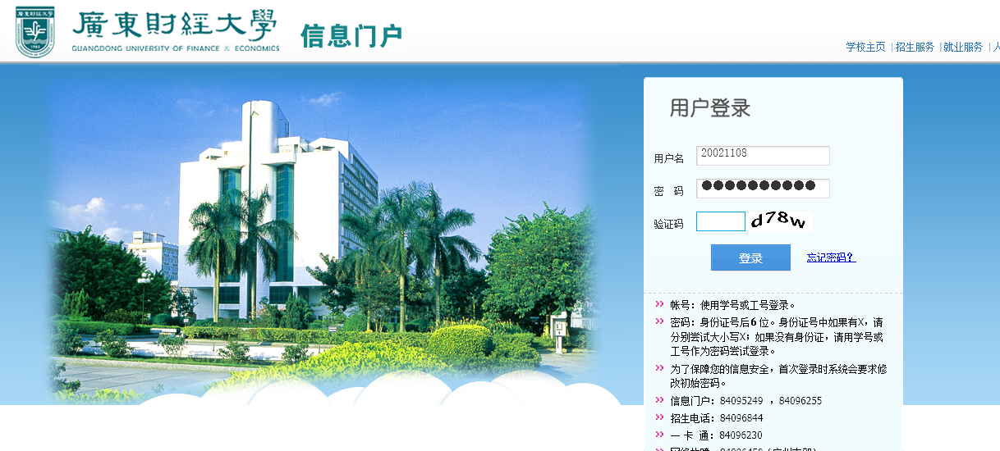 廣東財經大學
GUANGDONG UNIVERSITY OF FINANCE & ECONOMICS
信息门户
学校主页 | 招生服务 | 就业服务 | 人
用户登录
用户名 20021108
密 码 ●●●●●●●●●●
验证码 d78w
登录 忘记密码?
帐号：使用学号或工号登录。
密码：身份证号后6位。身份证号中如果有X，请
分别尝试大小写X；如果没有身份证，请用学号或
工号作为密码尝试登录。
为了保障您的信息安全，首次登录时系统会要求修
改初始密码。
信息门户：84095249 ，84096255
招生电话：84096844
一 卡 通：84096230